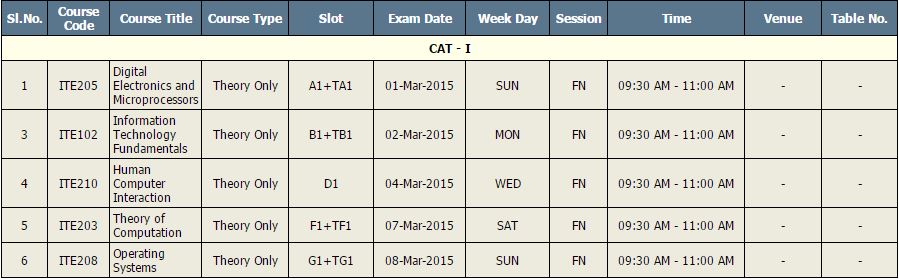 Sl.No. Course Code Course Title Course Type Slot Exam Date Week Day Session Time Venue Table No.
CAT - I
1 ITE205 Digital Electronics and Microprocessors Theory Only A1+TA1 01-Mar-2015 SUN FN 09:30 AM - 11:00 AM - -
3 ITE102 Information Technology Fundamentals Theory Only B1+TB1 02-Mar-2015 MON FN 09:30 AM - 11:00 AM - -
4 ITE210 Human Computer Interaction Theory Only D1 04-Mar-2015 WED FN 09:30 AM - 11:00 AM - -
5 ITE203 Theory of Computation Theory Only F1+TF1 07-Mar-2015 SAT FN 09:30 AM - 11:00 AM - -
6 ITE208 Operating Systems Theory Only G1+TG1 08-Mar-2015 SUN FN 09:30 AM - 11:00 AM - -